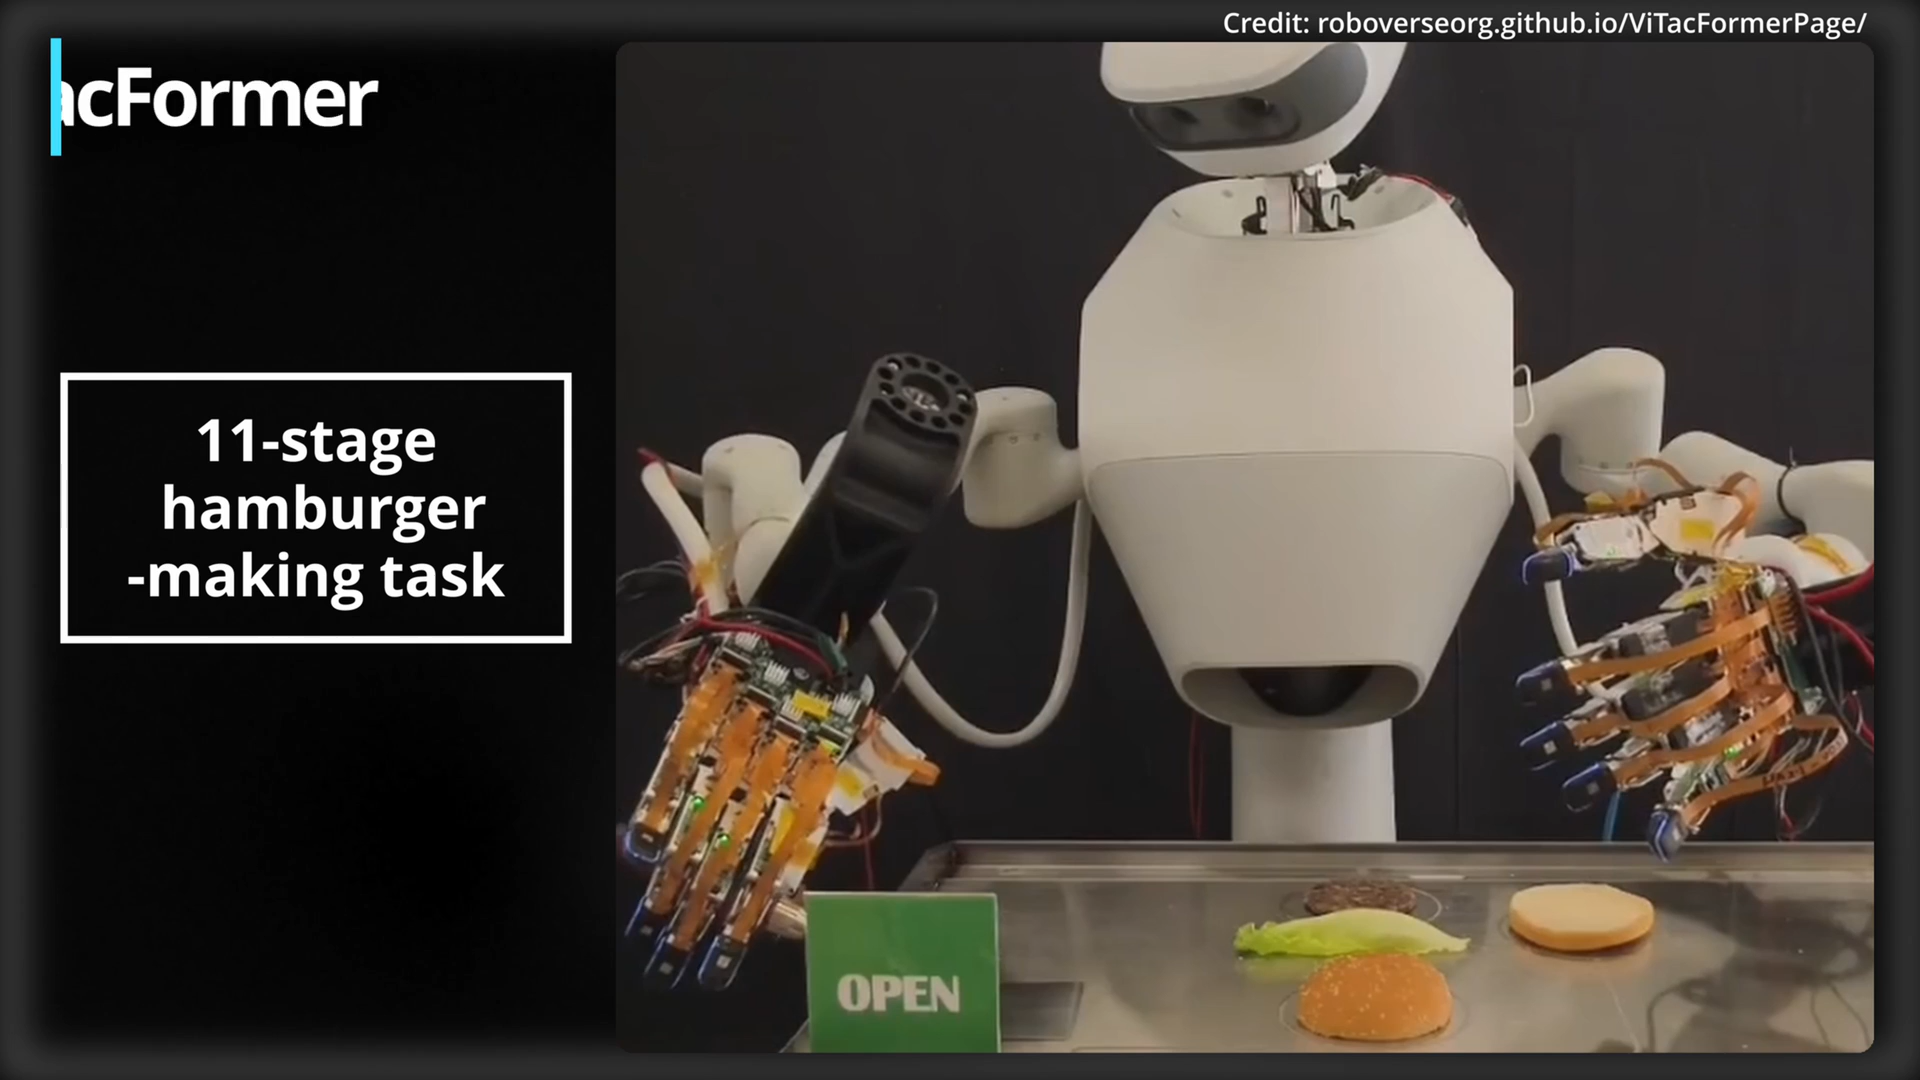 Credit: roboverseorg.github.io/ViTacFormerPage/
acFormer
11-stage
hamburger
-making task
OPEN